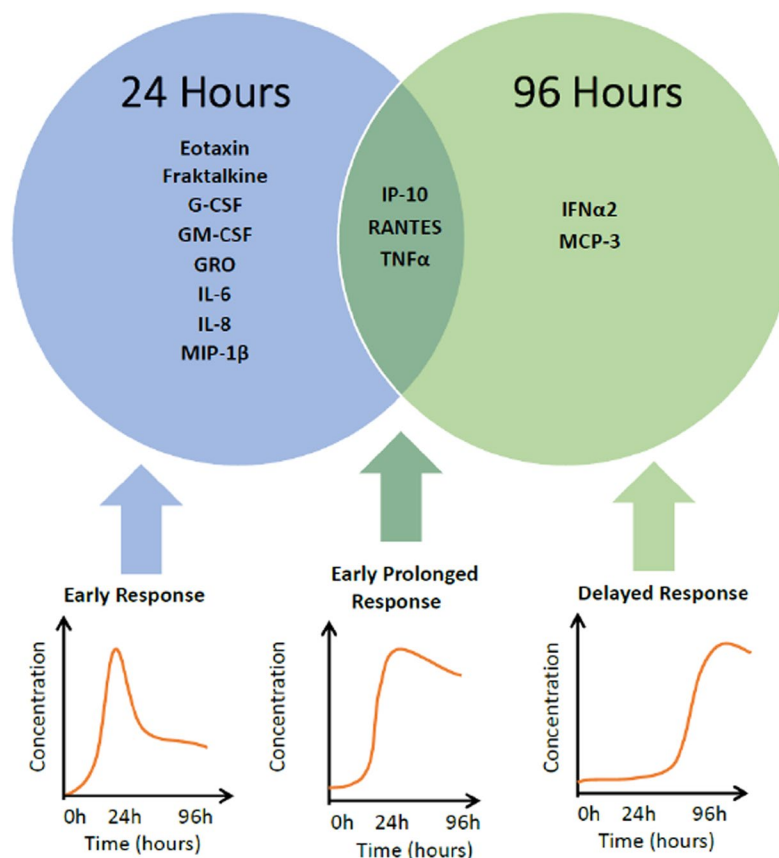 24 Hours
96 Hours
Eotaxin
Fraktalkine
G-CSF
GM-CSF
GRO
IL-6
IL-8
MIP-1β
IP-10
RANTES
TNFα
IFNα2
MCP-3
Early Response
Early Prolonged
Response
Delayed Response
Concentration
0h 24h 96h
Time (hours)
Concentration
0h 24h 96h
Time (hours)
Concentration
0h 24h 96h
Time (hours)